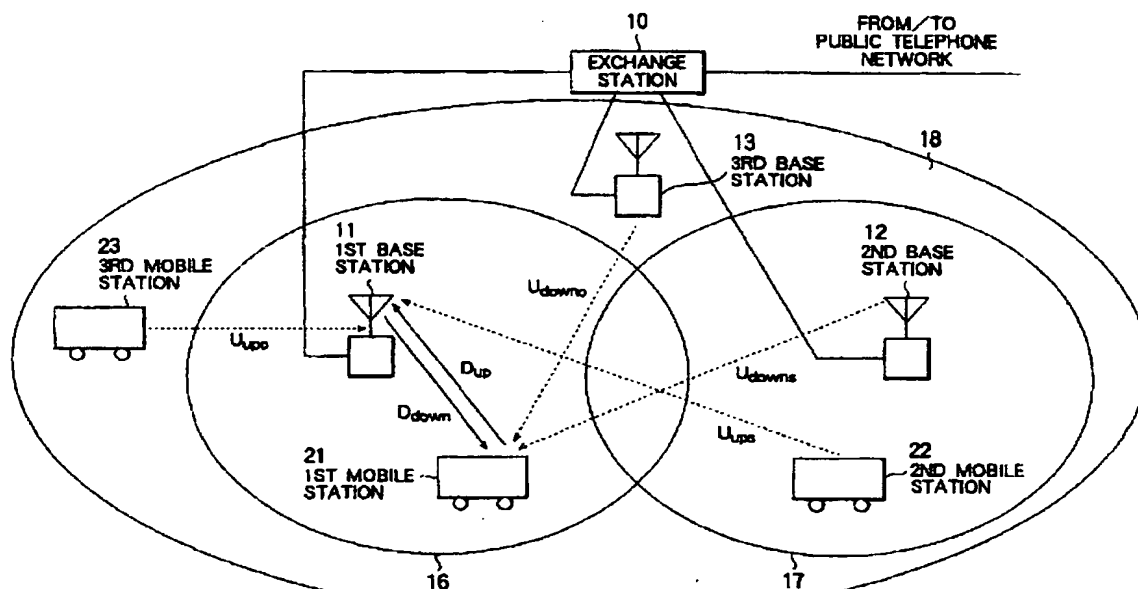 10
EXCHANGE
STATION
FROM/TO
PUBLIC TELEPHONE
NETWORK
13
3RD BASE
STATION
18
23
3RD MOBILE
STATION
11
1ST BASE
STATION
12
2ND BASE
STATION
Udowno
Uupo
Dup
Ddown
Udowns
Uups
21
1ST MOBILE
STATION
22
2ND MOBILE
STATION
16
17